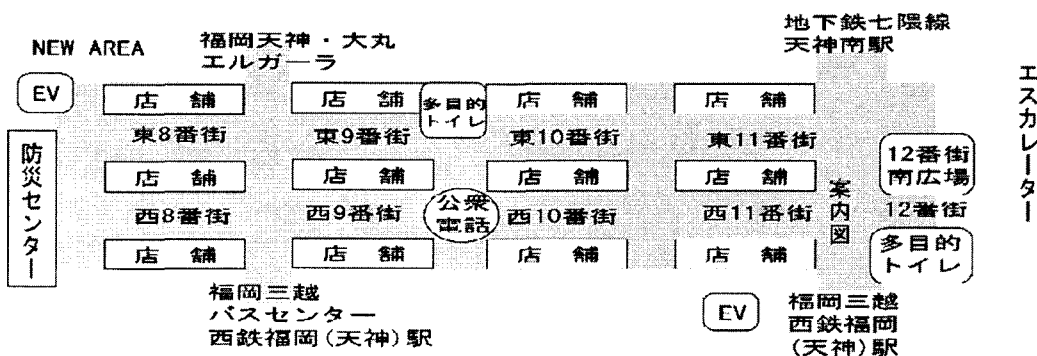 NEW AREA
福岡天神・大丸
エルガーラ
地下鉄七隈線
天神南駅
エスカレーター
EV
店舗
店舗
多目的
トイレ
店舗
店舗
東8番街
東9番街
東10番街
東11番街
防災センター
12番街
南広場
店舗
店舗
店舗
店舗
案内図
西8番街
西9番街
公衆
電話
西10番街
西11番街
12番街
多目的
トイレ
店舗
店舗
店舗
店舗
福岡三越
バスセンター
西鉄福岡(天神)駅
EV
福岡三越
西鉄福岡
(天神)駅